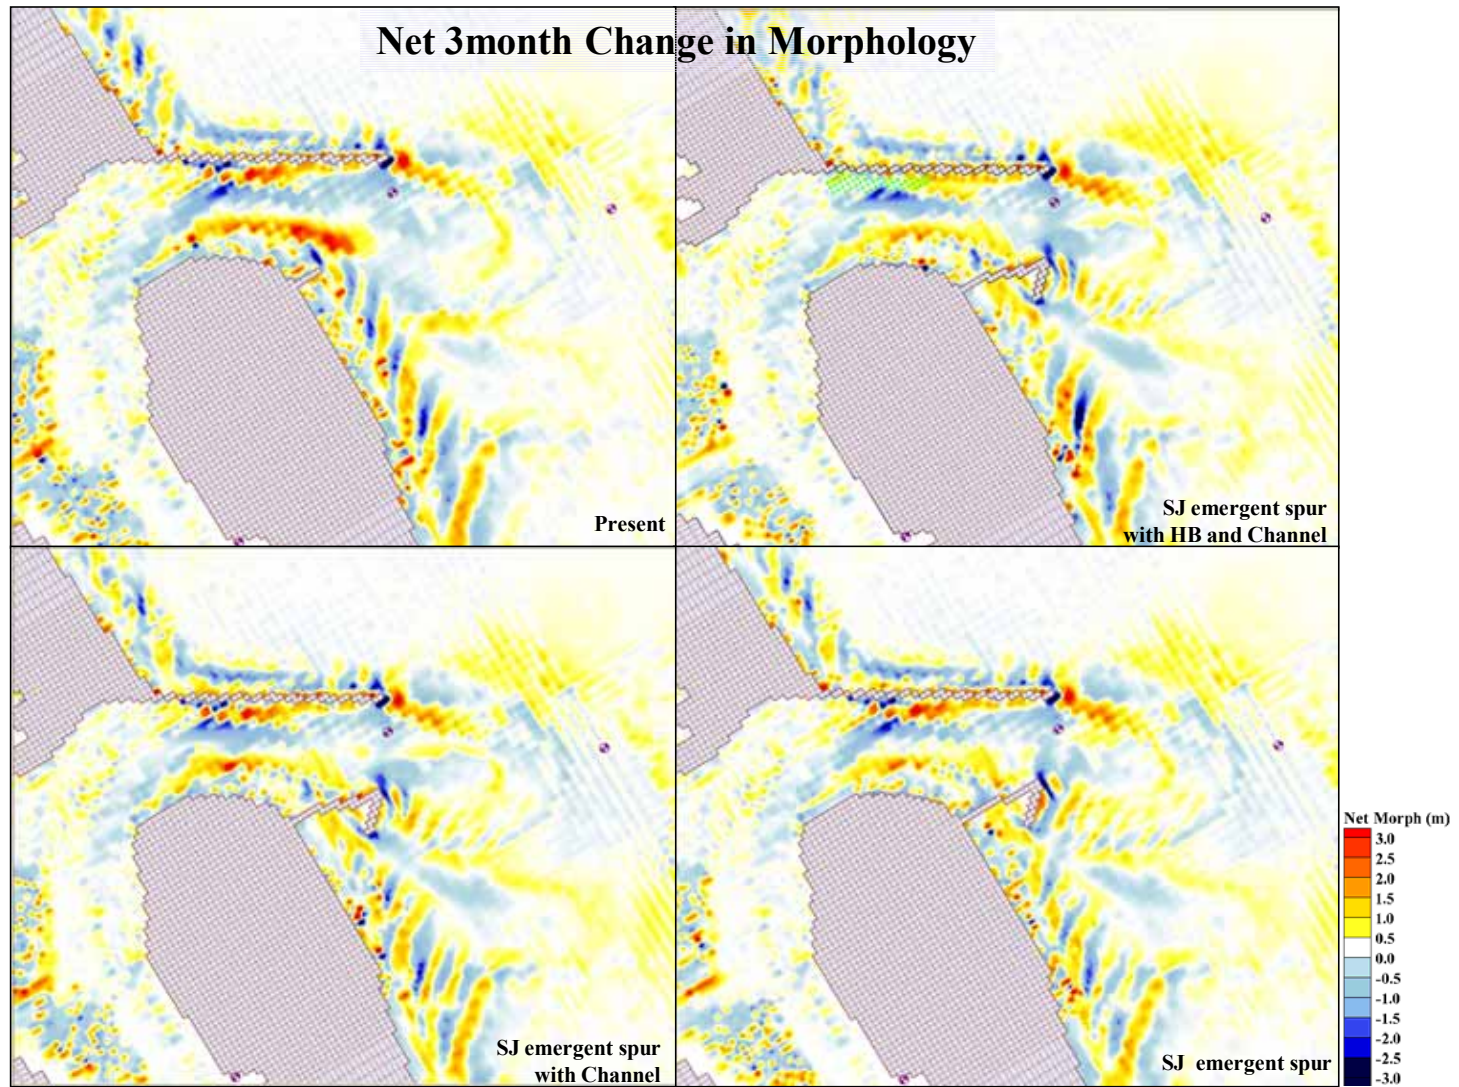 Net 3month Change in Morphology
Present
SJ emergent spur
with HB and Channel
SJ emergent spur
with Channel
SJ emergent spur
Net Morph (m)
3.0
2.5
2.0
1.5
1.0
0.5
0.0
-0.5
-1.0
-1.5
-2.0
-2.5
-3.0